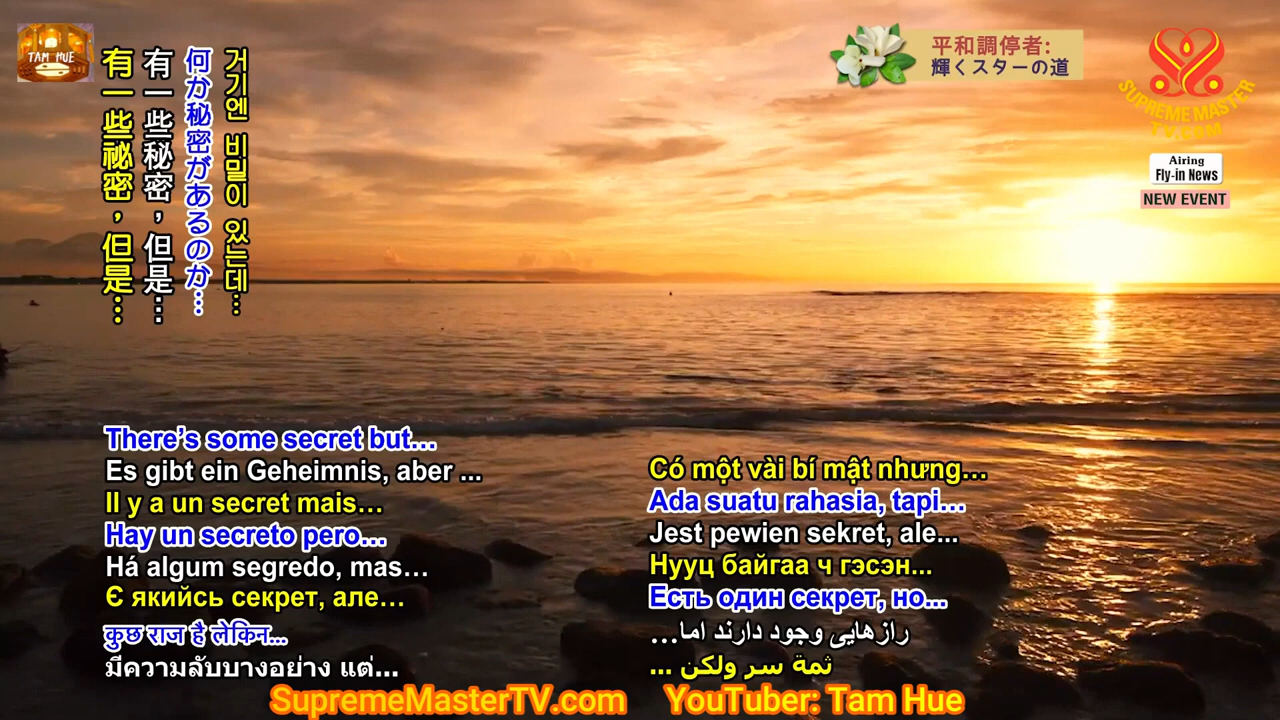 TAM HUE
有一些祕密，但是…
有一些秘密，但是…
何か秘密があるのか…
거기엔 비밀이 있는데…
平和調停者:
輝くスターの道
SUPREME MASTER
TV.COM
Airing
Fly-in News
NEW EVENT
There’s some secret but…
Es gibt ein Geheimnis, aber ...
Il y a un secret mais…
Hay un secreto pero…
Há algum segredo, mas…
Є якийсь секрет, але…
कुछ राज है लेकिन...
มีความลับบางอย่าง แต่...
Có một vài bí mật nhưng…
Ada suatu rahasia, tapi…
Jest pewien sekret, ale...
Нууц байгаа ч гэсэн...
Есть один секрет, но...
رازهایی وجود دارند اما…
ثمة سر ولكن ...
SupremeMasterTV.com
YouTuber: Tam Hue